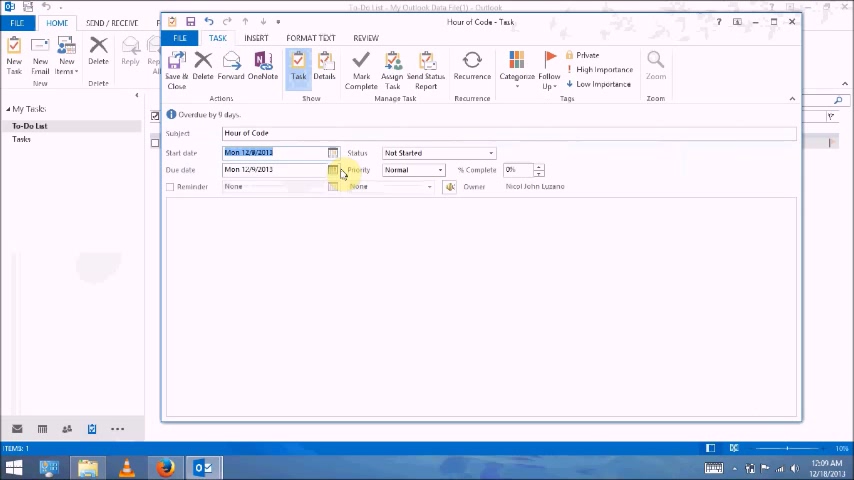 To-Do List - My Outlook Data File(1) - Outlook
Hour of Code - Task
FILE
HOME
SEND / RECEIVE
FILE
TASK
INSERT
FORMAT TEXT
REVIEW
New Task
New Email
New Items
Delete
Reply
Save & Close
Delete
Forward
OneNote
Task
Details
Mark Complete
Assign Task
Send Status Report
Recurrence
Categorize
Follow Up
Private
High Importance
Low Importance
Zoom
New
Delete
Actions
Show
Manage Task
Recurrence
Tags
Zoom
My Tasks
To-Do List
Tasks
Overdue by 9 days.
Subject
Hour of Code
Start date
Mon 12/9/2013
Status
Not Started
Due date
Mon 12/9/2013
Priority
Normal
% Complete
0%
Reminder
None
None
Owner
Nicol John Luzano
ITEMS: 1
10%
12:09 AM
12/18/2013